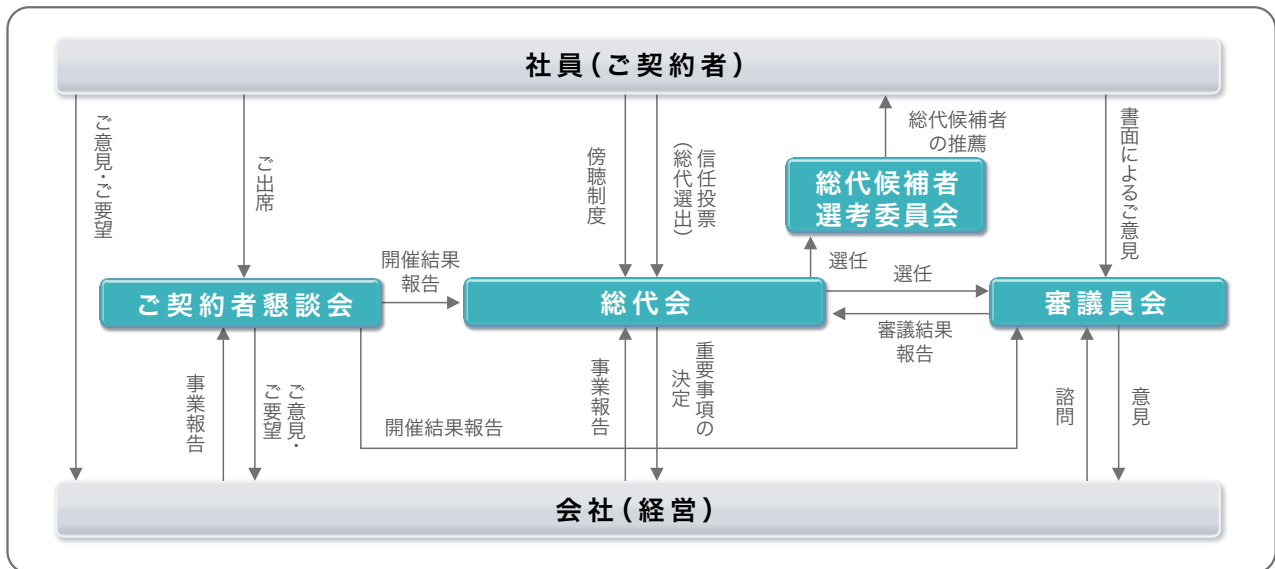 社員(ご契約者)
ご意見・ご要望
ご出席
傍聴制度
信任投票
(総代選出)
総代候補者
の推薦
書面によるご意見
総代候補者
選考委員会
開催結果
報告
選任
選任
ご契約者懇談会
総代会
審議員会
審議結果
報告
事業報告
ご意見・
ご要望
開催結果報告
事業報告
重要事項の
決定
諮問
意見
会社(経営)